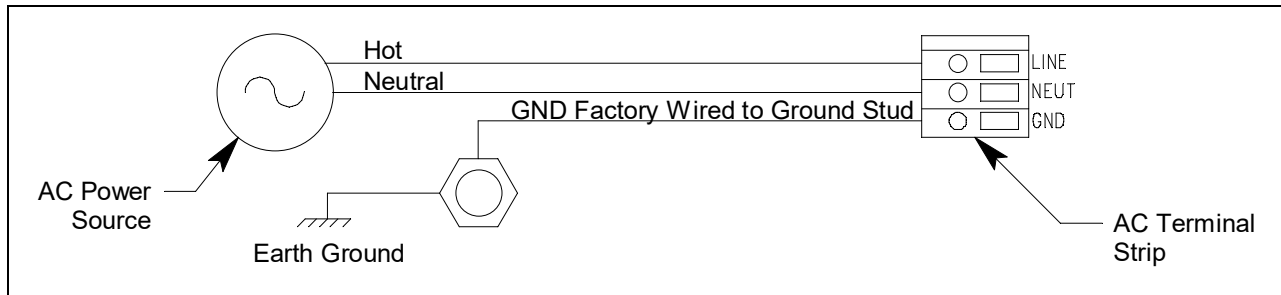 Hot
LINE
Neutral
NEUT
GND Factory Wired to Ground Stud
GND
AC Power
Source
Earth Ground
AC Terminal
Strip